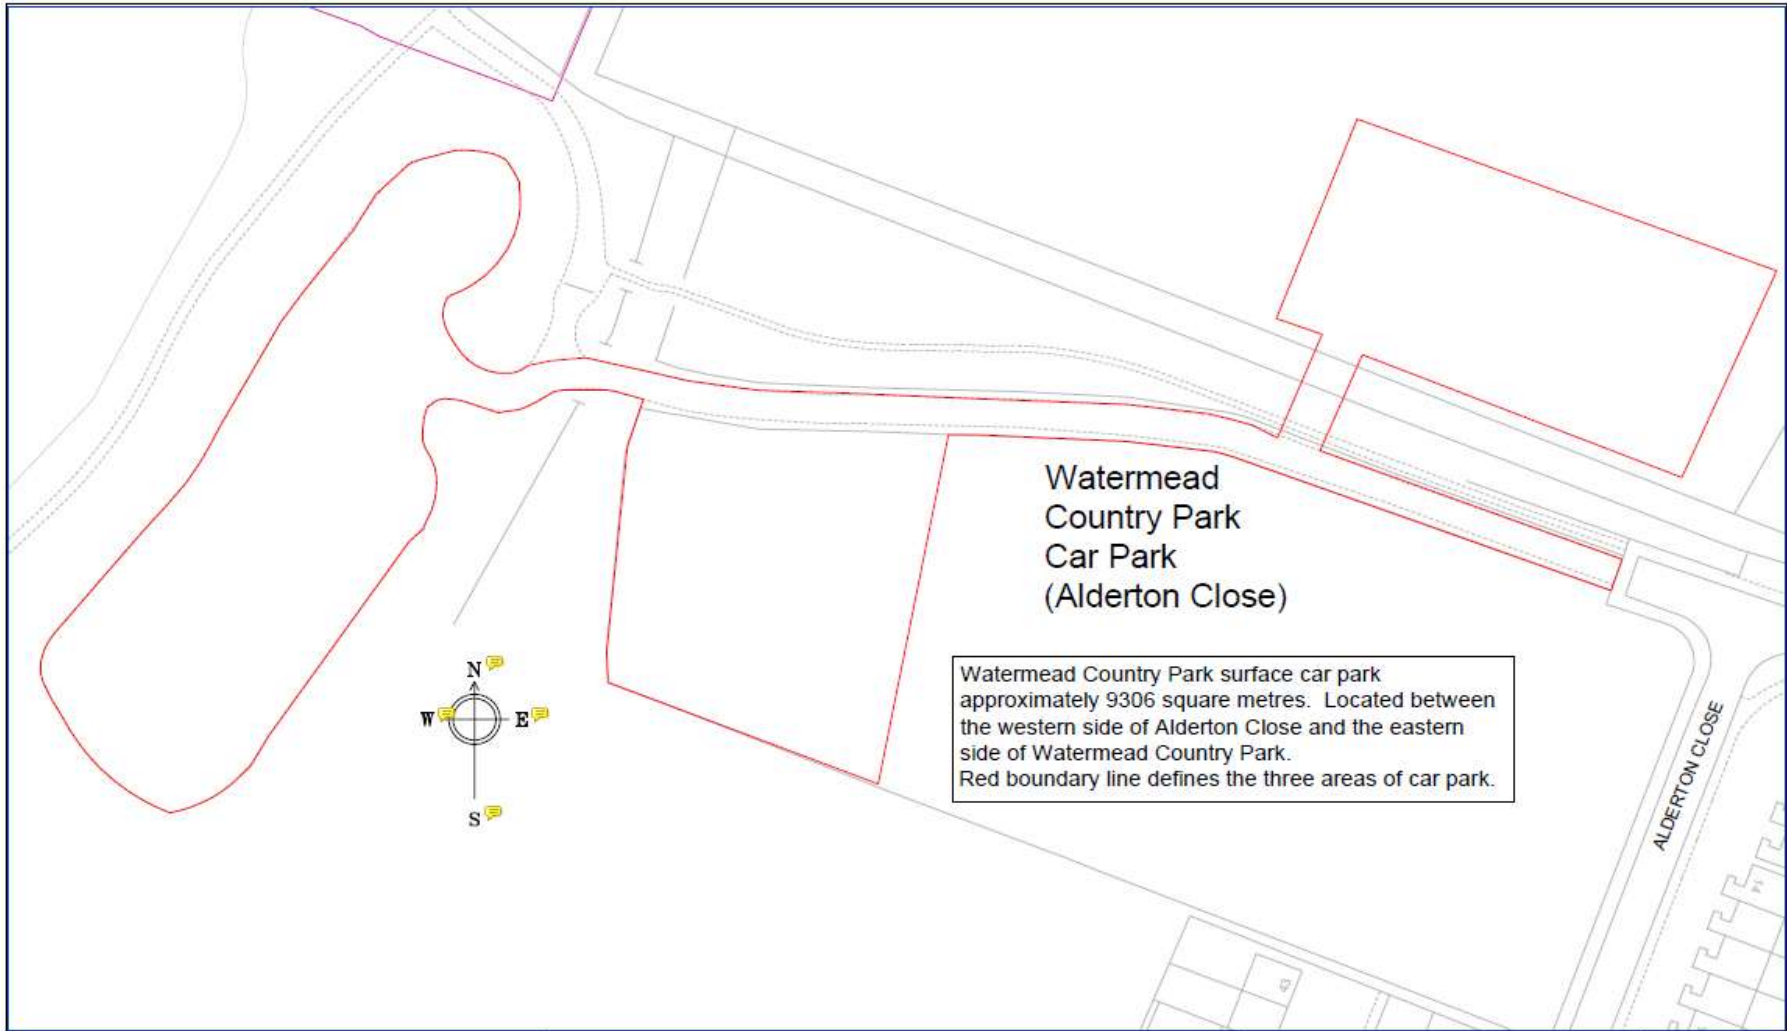 Watermead
Country Park
Car Park
(Alderton Close)
N
W
E
S
Watermead Country Park surface car park
approximately 9306 square metres. Located between
the western side of Alderton Close and the eastern
side of Watermead Country Park.
Red boundary line defines the three areas of car park.
ALDERTON CLOSE
14